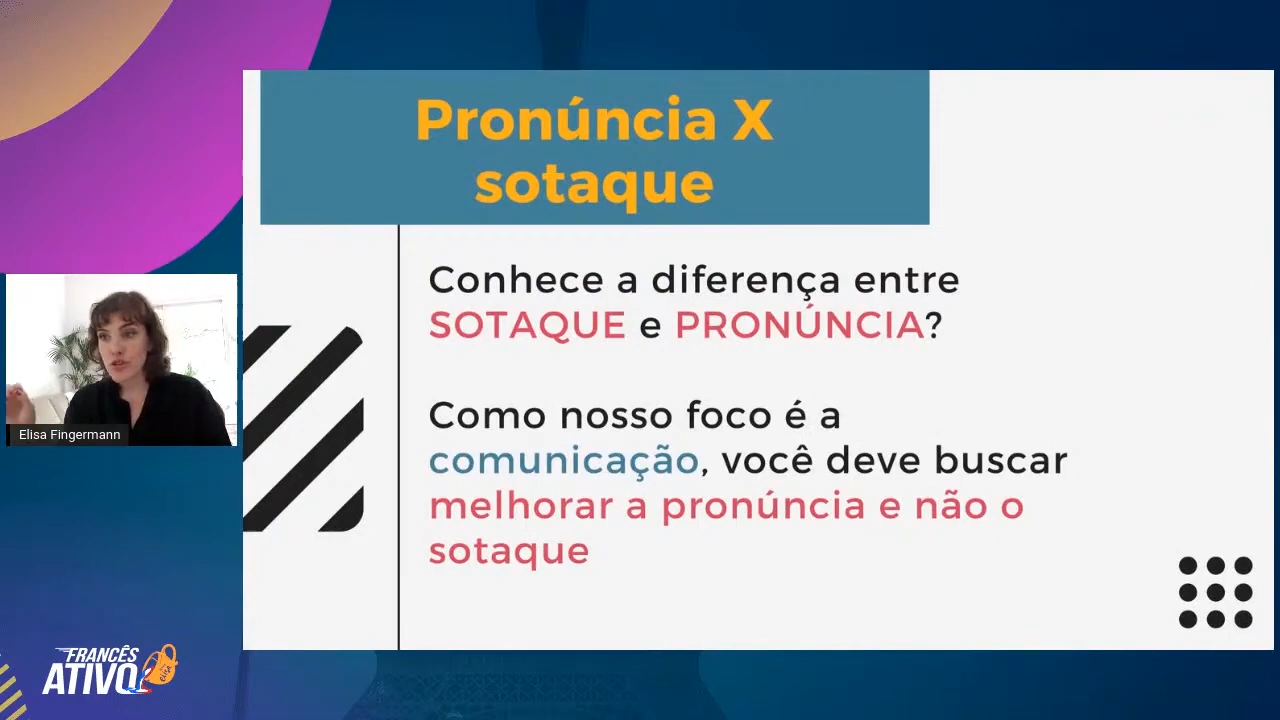 Pronúncia X
sotaque
Conhece a diferença entre
SOTAQUE e PRONÚNCIA?
Como nosso foco é a
comunicação, você deve buscar
melhorar a pronúncia e não o
sotaque
Elisa Fingermann
FRANCÊS
ATIVO
ELISA